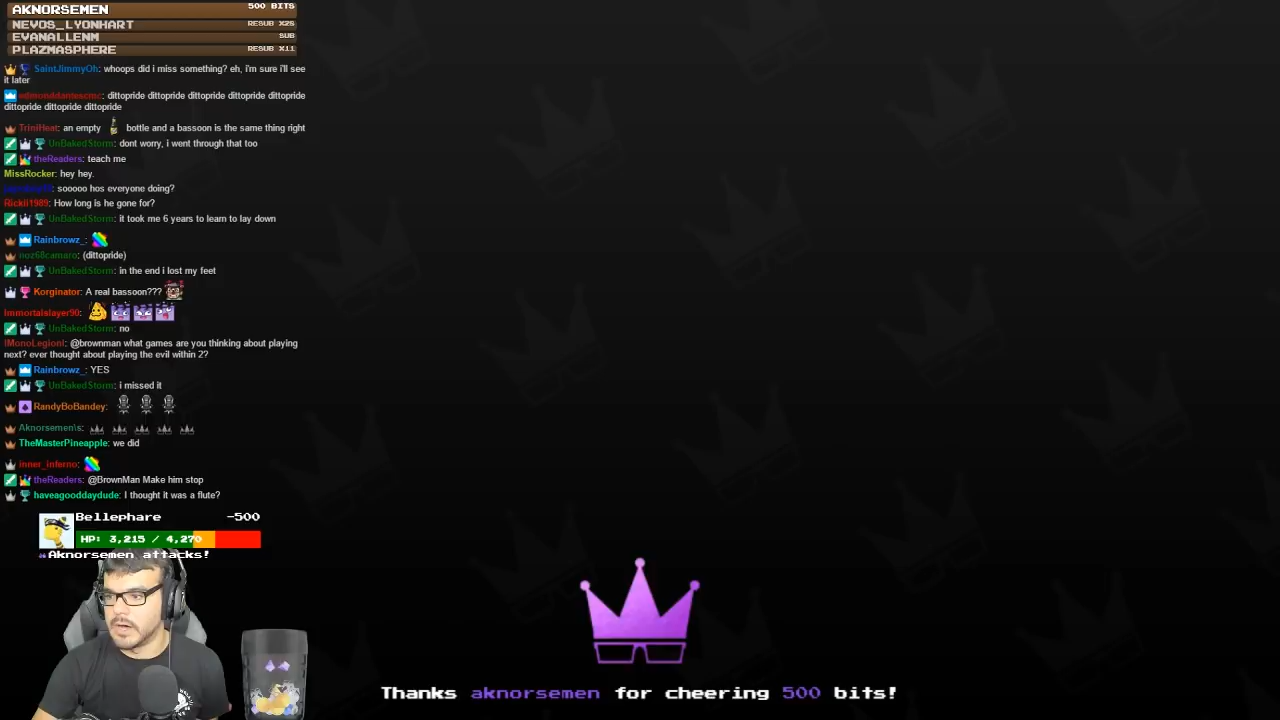 AKNORSEMEN 500 BITS
NEVOS_LYONHART RESUB X26
EVANALLENM SUB
PLAZMASPHERE RESUB X11
SaintJimmyOh: whoops did i miss something? eh, i'm sure i'll see
it later
edmonddantescmc: dittopride dittopride dittopride dittopride dittopride
dittopride dittopride dittopride dittopride
TriniHeat: an empty bottle and a bassoon is the same thing right
UnBakedStorm: dont worry, i went through that too
theReaders: teach me
MissRocker: hey hey.
: sooooo hos everyone doing?
Rickil1989: How long is he gone for?
UnBakedStorm: it took me 6 years to learn to lay down
Rainbrowz_:
noz68camaro: (dittopride)
UnBakedStorm: in the end i lost my feet
Korginator: A real bassoon???
Immortalslayer90:
UnBakedStorm: no
IMonoLegionI: @brownman what games are you thinking about playing
next? ever thought about playing the evil within 2?
Rainbrowz_: YES
UnBakedStorm: i missed it
RandyBoBandey:
Aknorsemen\s:
TheMasterPineapple: we did
inner_inferno:
theReaders: @BrownMan Make him stop
haveagooddaydude: I thought it was a flute?
Bellephare -500
HP: 3,215 / 4,270
Aknorsemen attacks!
Thanks aknorsemen for cheering 500 bits!